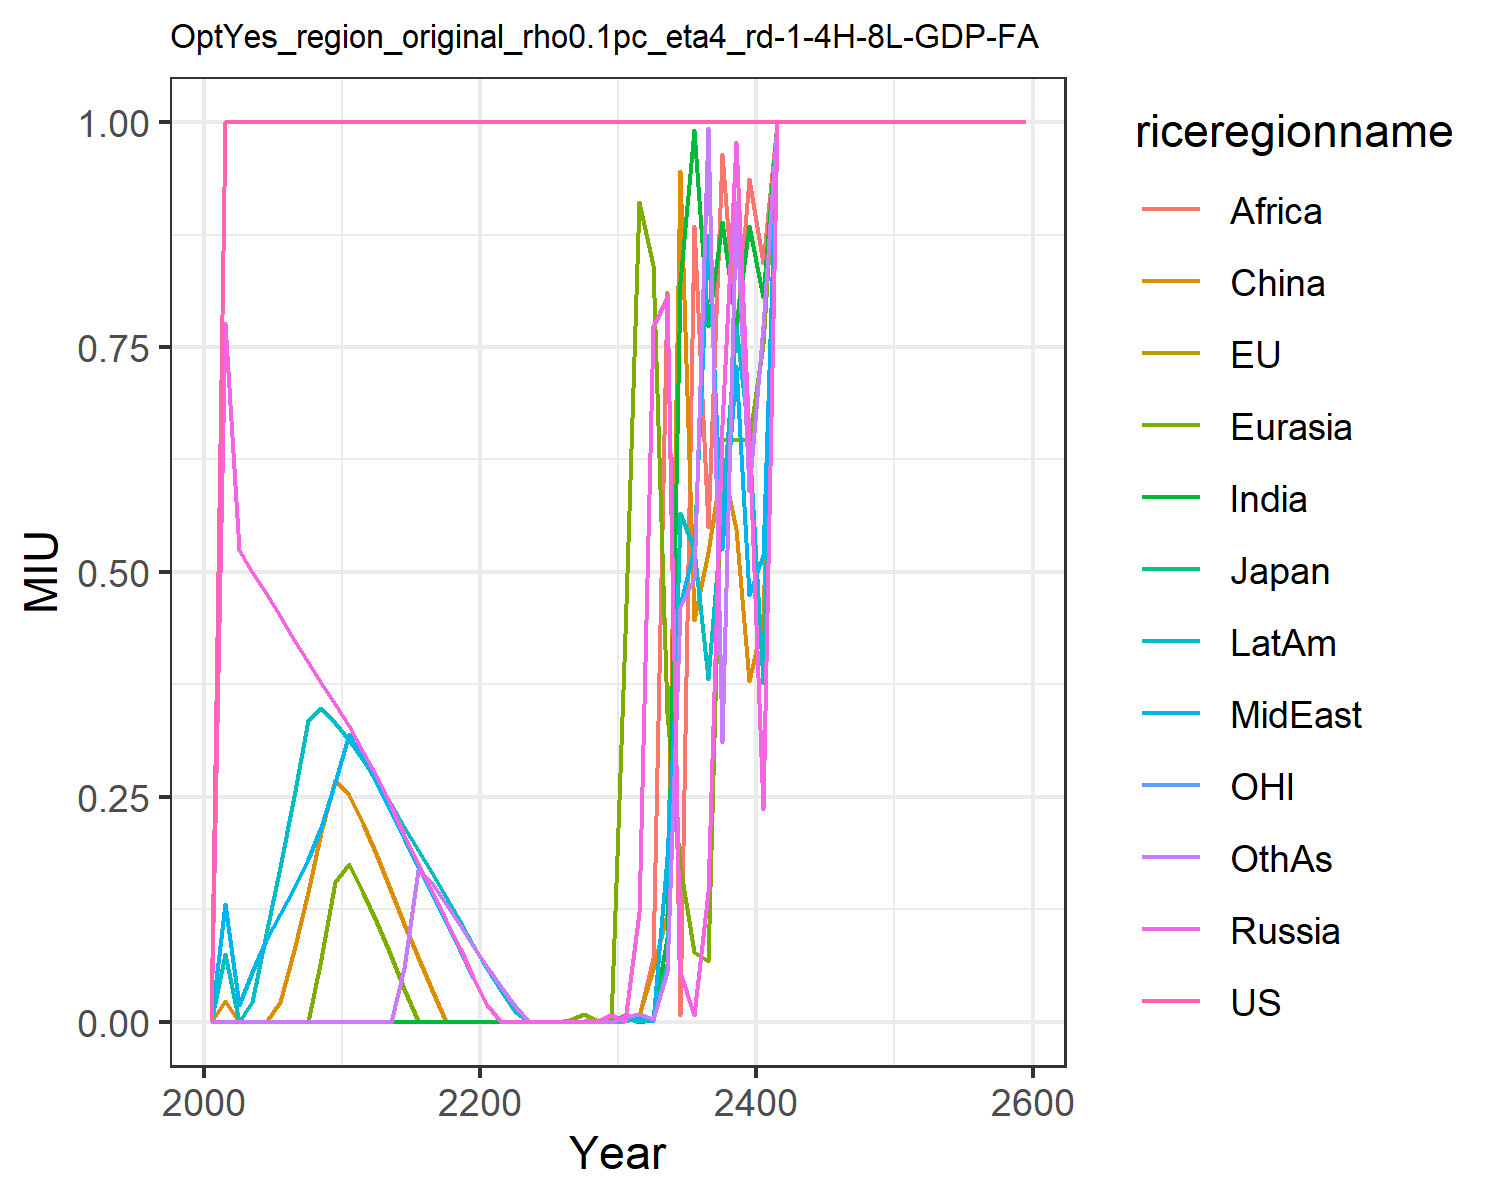 OptYes_region_original_rho0.1pc_eta4_rd-1-4H-8L-GDP-FA
1.00
0.75
0.50
0.25
0.00
MIU
2000 2200 2400 2600
Year
riceregionname
Africa
China
EU
Eurasia
India
Japan
LatAm
MidEast
OHI
OthAs
Russia
US